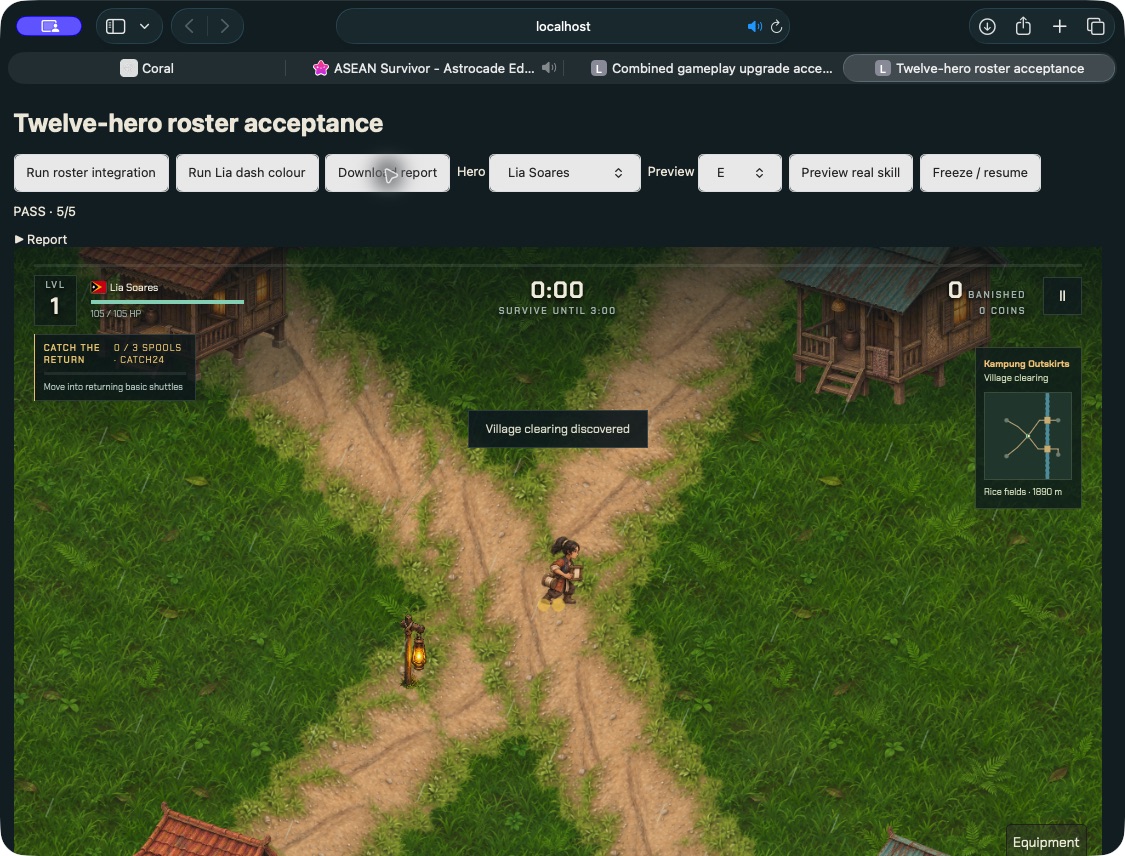 localhost
Coral
ASEAN Survivor - Astrocade Ed...
L Combined gameplay upgrade acce...
L Twelve-hero roster acceptance
Twelve-hero roster acceptance
Run roster integration
Run Lia dash colour
Download report
Hero
Lia Soares
Preview
E
Preview real skill
Freeze / resume
PASS · 5/5
Report
LVL
1
Lia Soares
105 / 105 HP
0:00
SURVIVE UNTIL 3:00
0 BANISHED
0 COINS
CATCH THE RETURN
0 / 3 SPOOLS · CATCH24
Move into returning basic shuttles
Kampung Outskirts
Village clearing
Rice fields · 1890 m
Village clearing discovered
Equipment